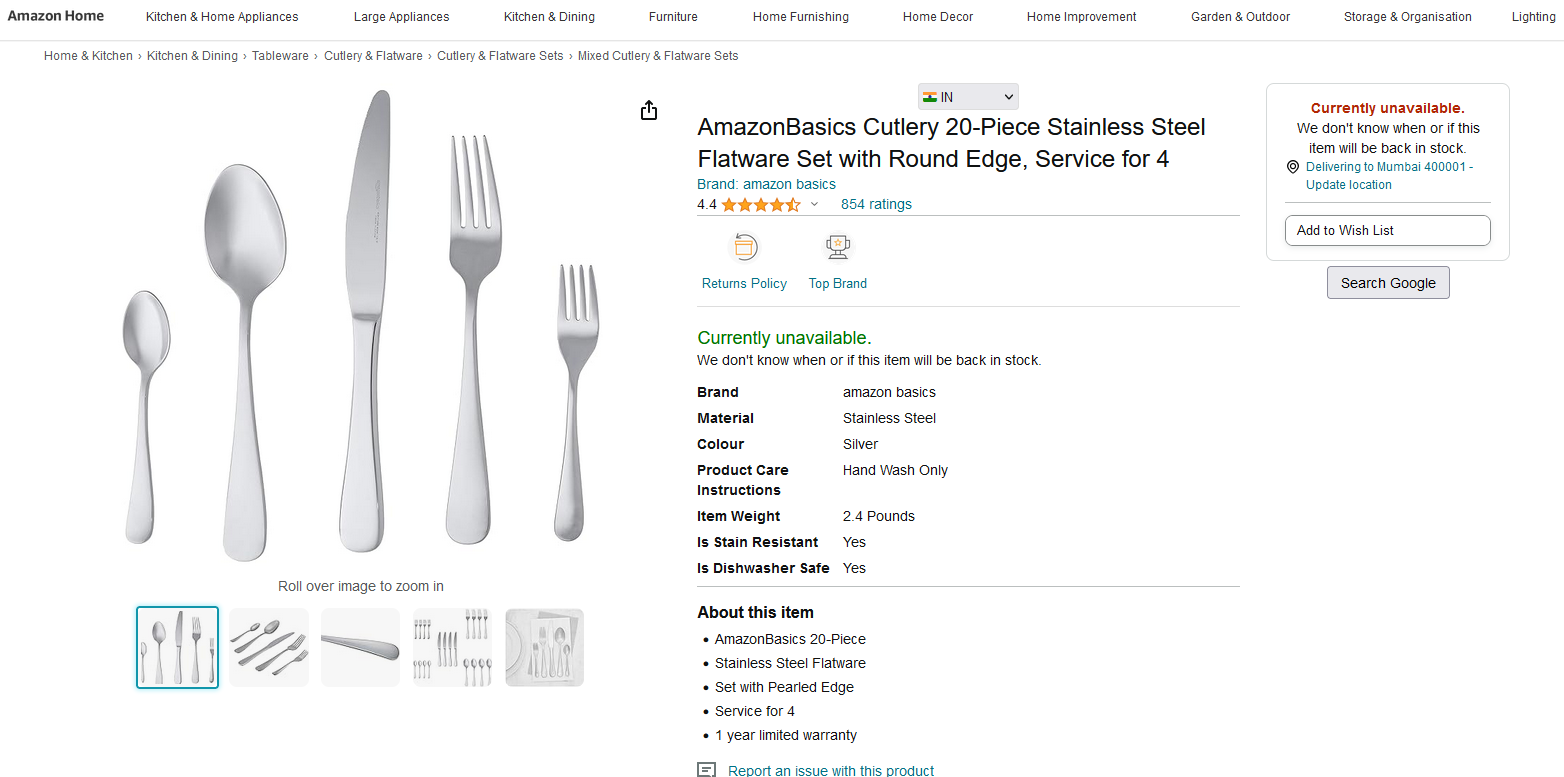 Amazon Home
Kitchen & Home Appliances
Large Appliances
Kitchen & Dining
Furniture
Home Furnishing
Home Decor
Home Improvement
Garden & Outdoor
Storage & Organisation
Lighting
Home & Kitchen › Kitchen & Dining › Tableware › Cutlery & Flatware › Cutlery & Flatware Sets › Mixed Cutlery & Flatware Sets
Roll over image to zoom in
IN
AmazonBasics Cutlery 20-Piece Stainless Steel
Flatware Set with Round Edge, Service for 4
Brand: amazon basics
4.4
854 ratings
Returns Policy
Top Brand
Currently unavailable.
We don't know when or if this item will be back in stock.
Brand amazon basics
Material Stainless Steel
Colour Silver
Product Care Hand Wash Only
Instructions
Item Weight 2.4 Pounds
Is Stain Resistant Yes
Is Dishwasher Safe Yes
About this item
• AmazonBasics 20-Piece
• Stainless Steel Flatware
• Set with Pearled Edge
• Service for 4
• 1 year limited warranty
Report an issue with this product
Currently unavailable.
We don't know when or if this
item will be back in stock.
Delivering to Mumbai 400001 -
Update location
Add to Wish List
Search Google